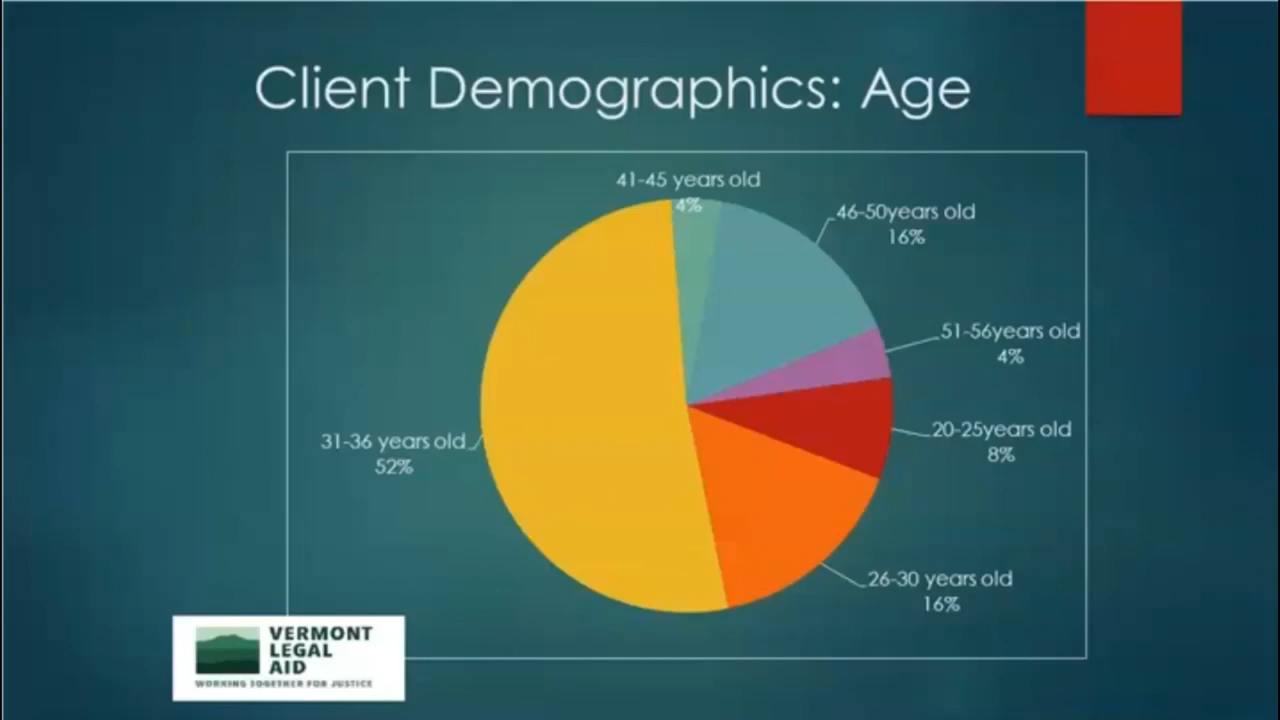 Client Demographics: Age
41-45 years old
4%
46-50years old
16%
51-56years old
4%
20-25years old
8%
31-36 years old
52%
26-30 years old
16%
VERMONT
LEGAL
AID
WORKING TOGETHER FOR JUSTICE